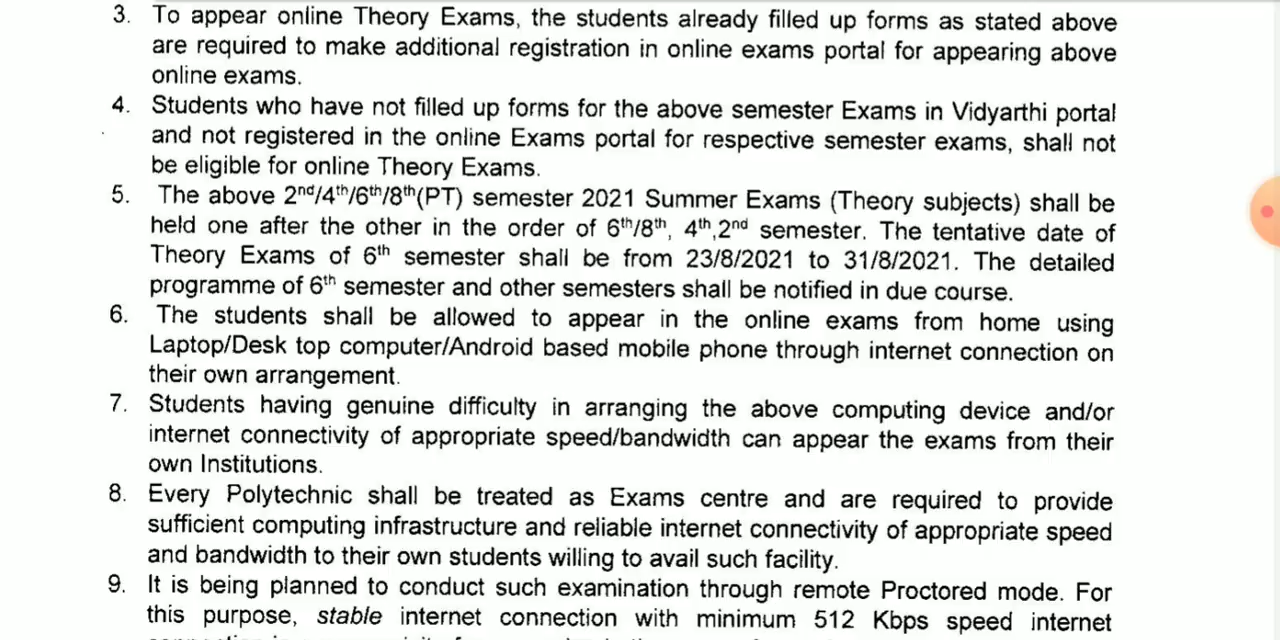 3. To appear online Theory Exams, the students already filled up forms as stated above
are required to make additional registration in online exams portal for appearing above
online exams.
4. Students who have not filled up forms for the above semester Exams in Vidyarthi portal
and not registered in the online Exams portal for respective semester exams, shall not
be eligible for online Theory Exams.
5. The above 2nd/4th/6th/8th(PT) semester 2021 Summer Exams (Theory subjects) shall be
held one after the other in the order of 6th/8th, 4th,2nd semester. The tentative date of
Theory Exams of 6th semester shall be from 23/8/2021 to 31/8/2021. The detailed
programme of 6th semester and other semesters shall be notified in due course.
6. The students shall be allowed to appear in the online exams from home using
Laptop/Desk top computer/Android based mobile phone through internet connection on
their own arrangement.
7. Students having genuine difficulty in arranging the above computing device and/or
internet connectivity of appropriate speed/bandwidth can appear the exams from their
own Institutions.
8. Every Polytechnic shall be treated as Exams centre and are required to provide
sufficient computing infrastructure and reliable internet connectivity of appropriate speed
and bandwidth to their own students willing to avail such facility.
9. It is being planned to conduct such examination through remote Proctored mode. For
this purpose, stable internet connection with minimum 512 Kbps speed internet